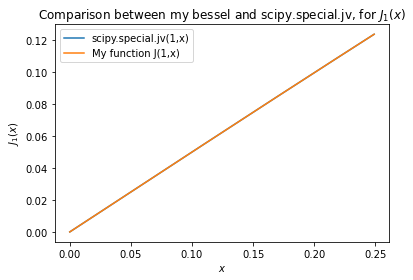 Comparison between my bessel and scipy.special.jv, for J₁(x)
scipy.special.jv(1,x)
My function J(1,x)
J₁(x)
0.12
0.10
0.08
0.06
0.04
0.02
0.00
0.00 0.05 0.10 0.15 0.20 0.25
x